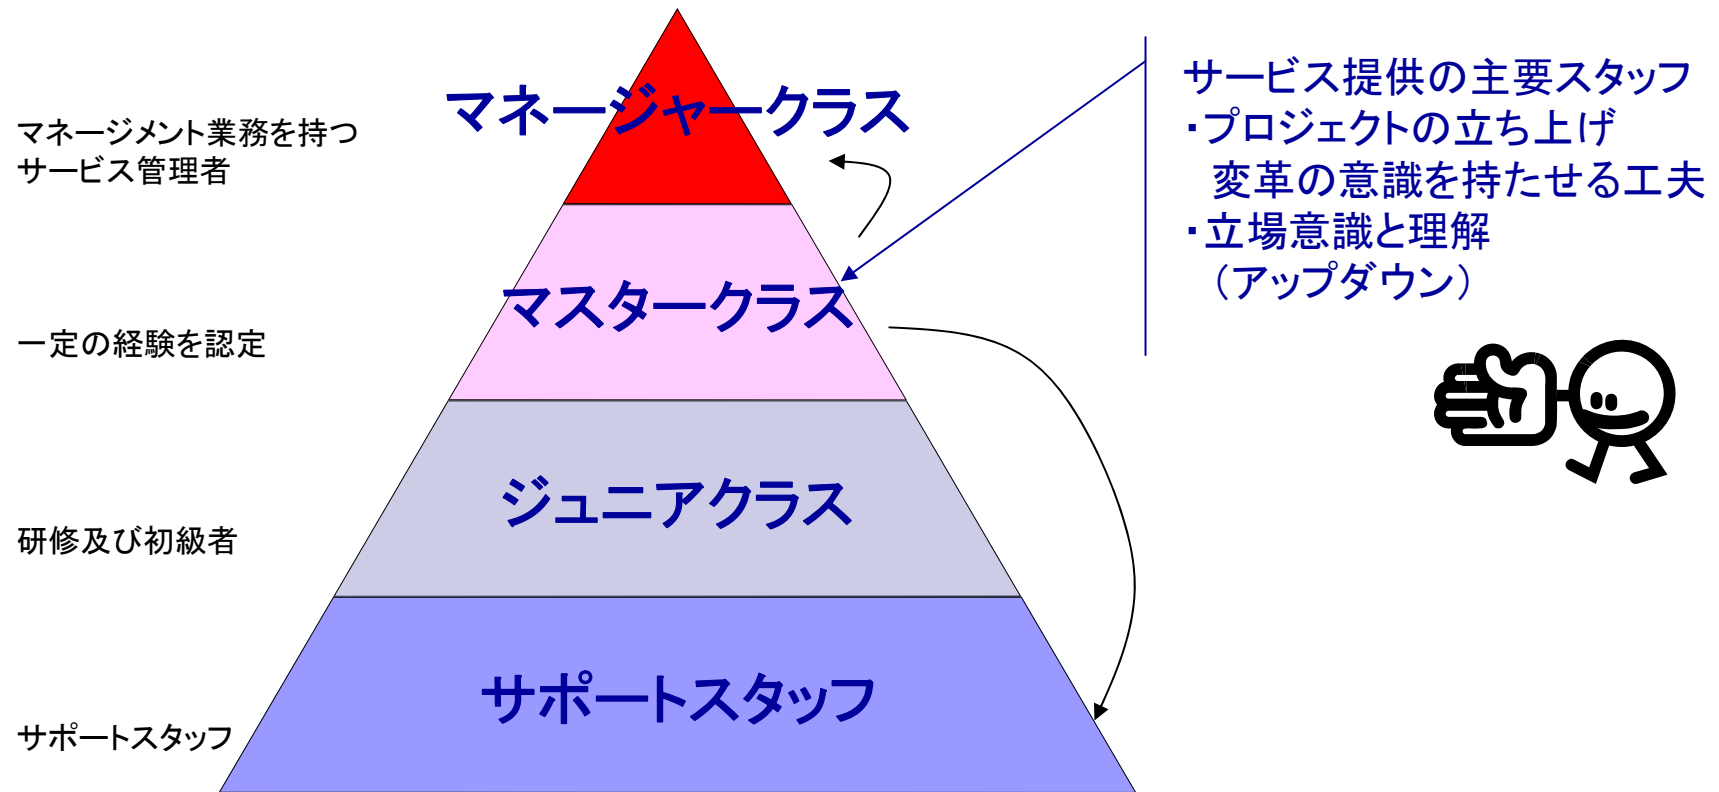 マネージャークラス
マネージメント業務を持つ
サービス管理者
マスタークラス
一定の経験を認定
ジュニアクラス
研修及び初級者
サポートスタッフ
サポートスタッフ
サービス提供の主要スタッフ
・プロジェクトの立ち上げ
変革の意識を持たせる工夫
・立場意識と理解
（アップダウン）